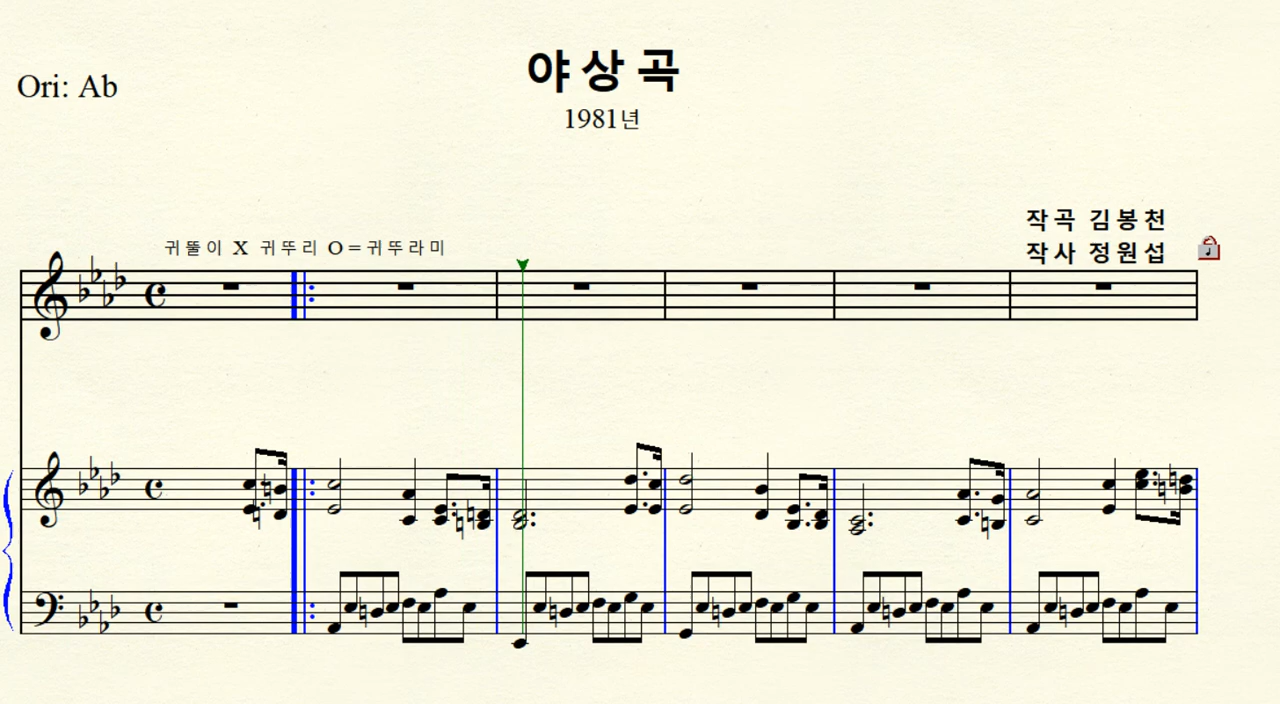 야상곡
Ori: Ab
1981년
작곡 김봉천
귀뚤이 X 귀뚜리 O=귀뚜라미
작사 정원섭